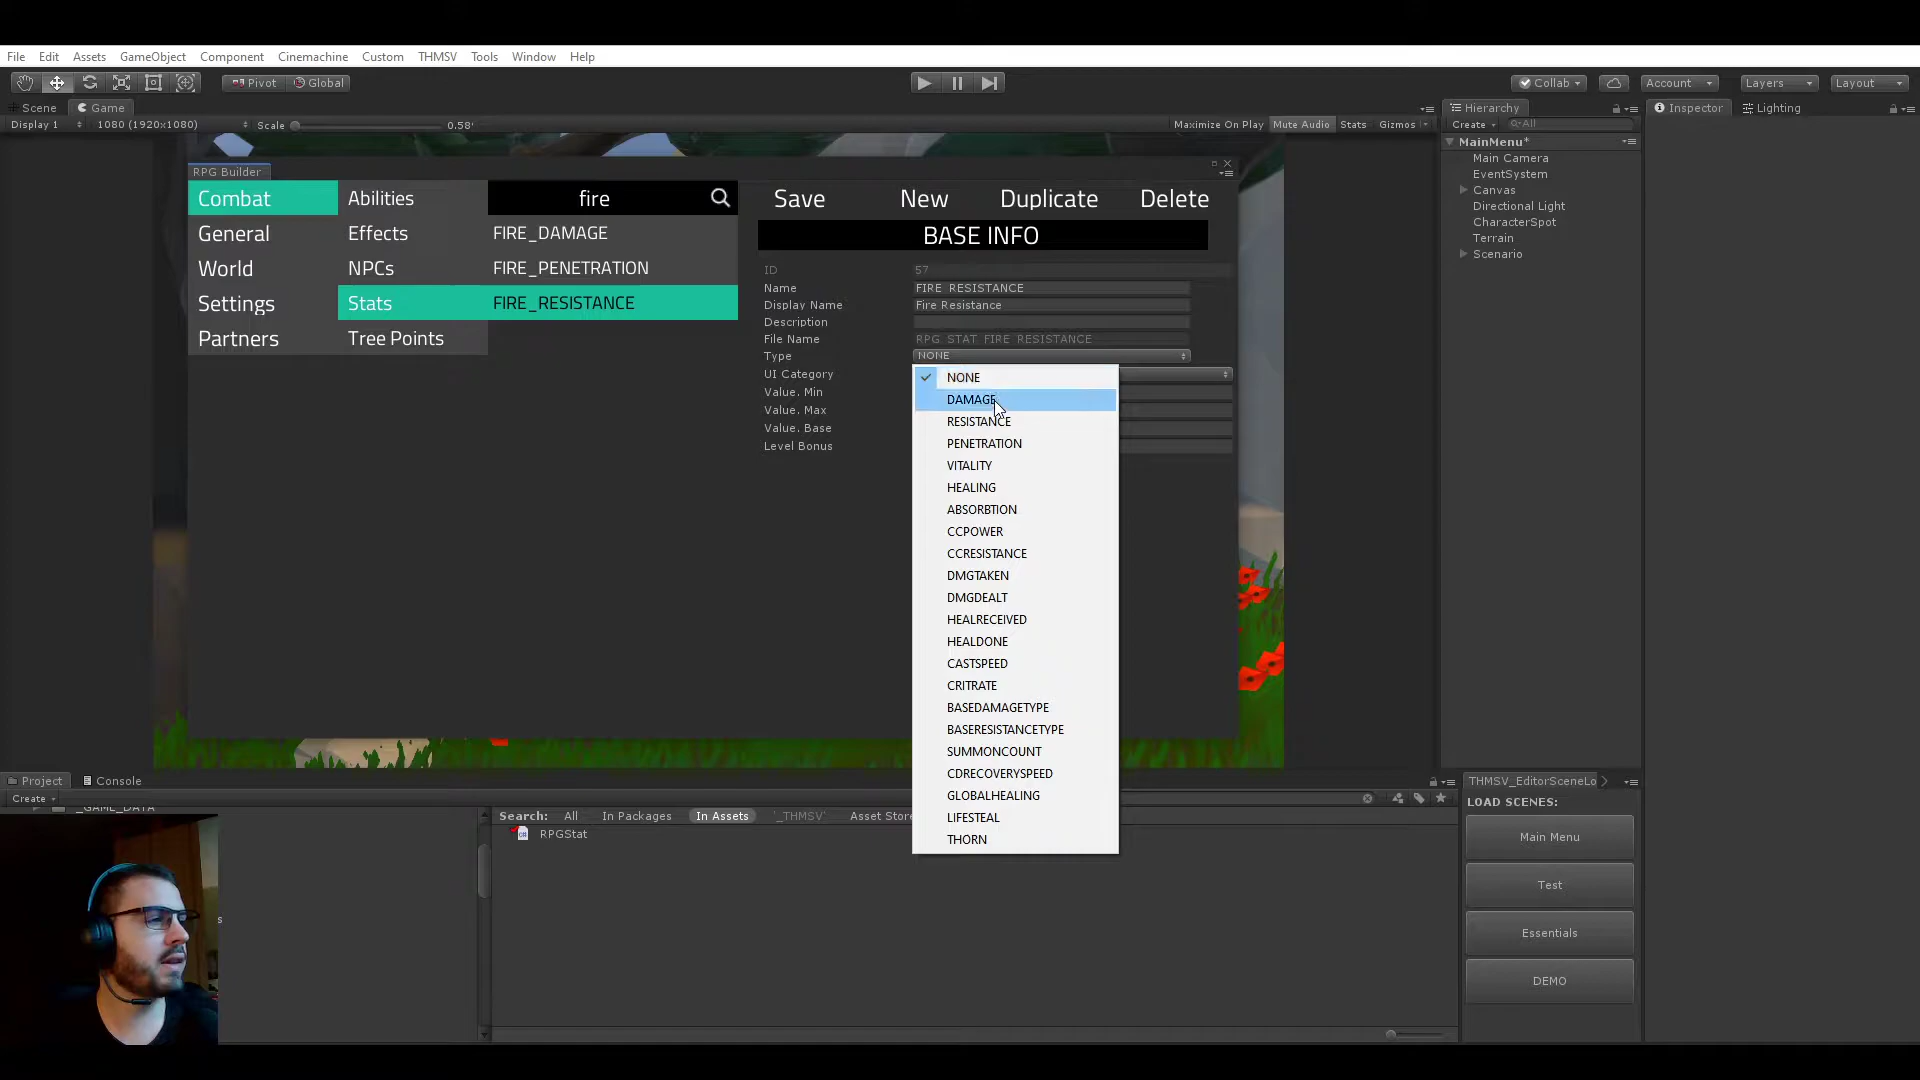 File Edit Assets GameObject Component Cinemachine Custom THMSV Tools Window Help
Pivot Global Collab Account Layers Layout
Scene Game Hierarchy Inspector Lighting
Display 1 1080 (1920x1080) Scale 0.58 Maximize On Play Mute Audio Stats Gizmos Create All
MainMenu*
Main Camera
EventSystem
Canvas
Directional Light
CharacterSpot
Terrain
Scenario
RPG Builder
Combat Abilities fire Save New Duplicate Delete
General Effects FIRE_DAMAGE BASE INFO
World NPCs FIRE_PENETRATION
Settings Stats FIRE_RESISTANCE
Partners Tree Points
ID 57
Name FIRE_RESISTANCE
Display Name Fire Resistance
Description
File Name RPG_STAT_FIRE_RESISTANCE
Type NONE
UI Category
Value. Min
Value. Max
Value. Base
Level Bonus
NONE
DAMAGE
RESISTANCE
PENETRATION
VITALITY
HEALING
ABSORBTION
CCPOWER
CCRESISTANCE
DMGTAKEN
DMGDEALT
HEALRECEIVED
HEALDONE
CASTSPEED
CRITRATE
BASEDAMAGETYPE
BASERESISTANCETYPE
SUMMONCOUNT
CDRECOVERYSPEED
GLOBALHEALING
LIFESTEAL
THORN
Project Console
Create
_GAME_DATA
Search: All In Packages In Assets '_THMSV' Asset Store
RPGStat
THMSV_EditorSceneLo
LOAD SCENES:
Main Menu
Test
Essentials
DEMO